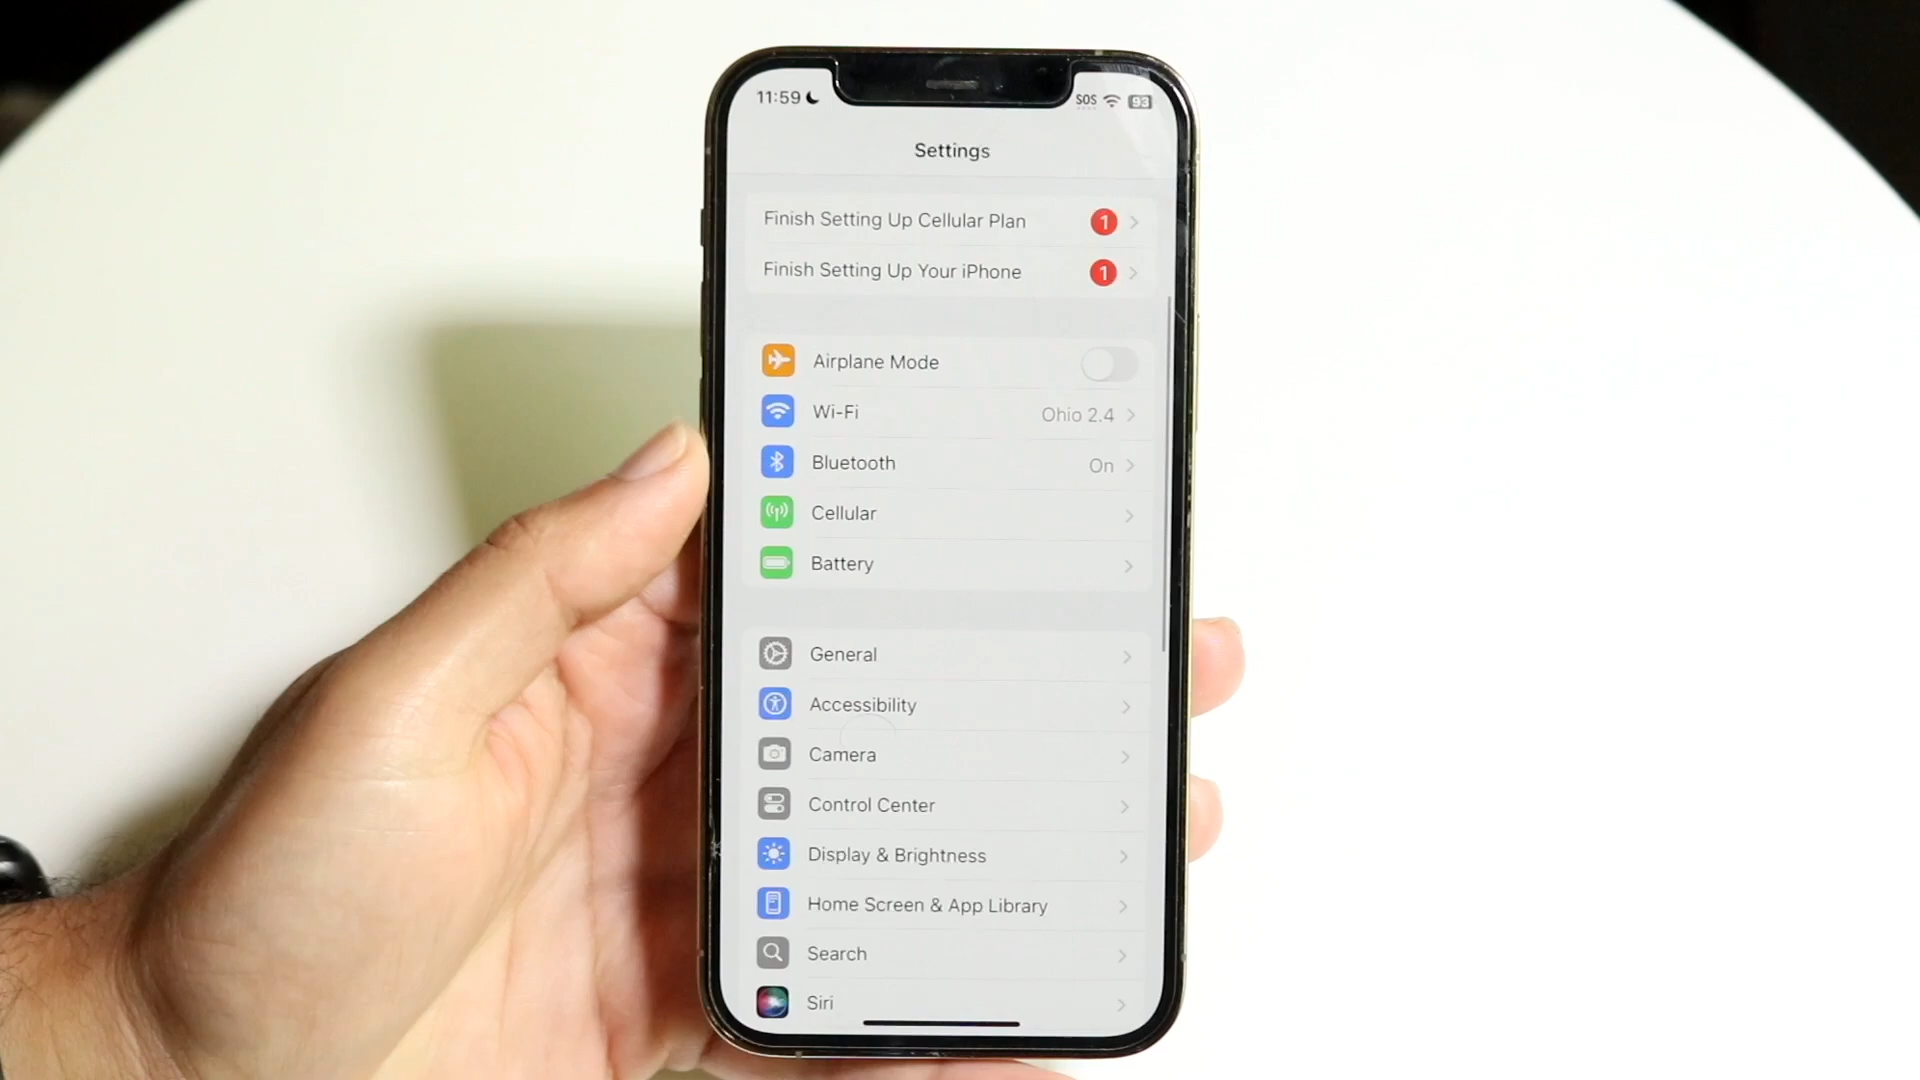 11:59 SOS 93
Settings
Finish Setting Up Cellular Plan 1
Finish Setting Up Your iPhone 1
Airplane Mode
Wi-Fi Ohio 2.4
Bluetooth On
Cellular
Battery
General
Accessibility
Camera
Control Center
Display & Brightness
Home Screen & App Library
Search
Siri